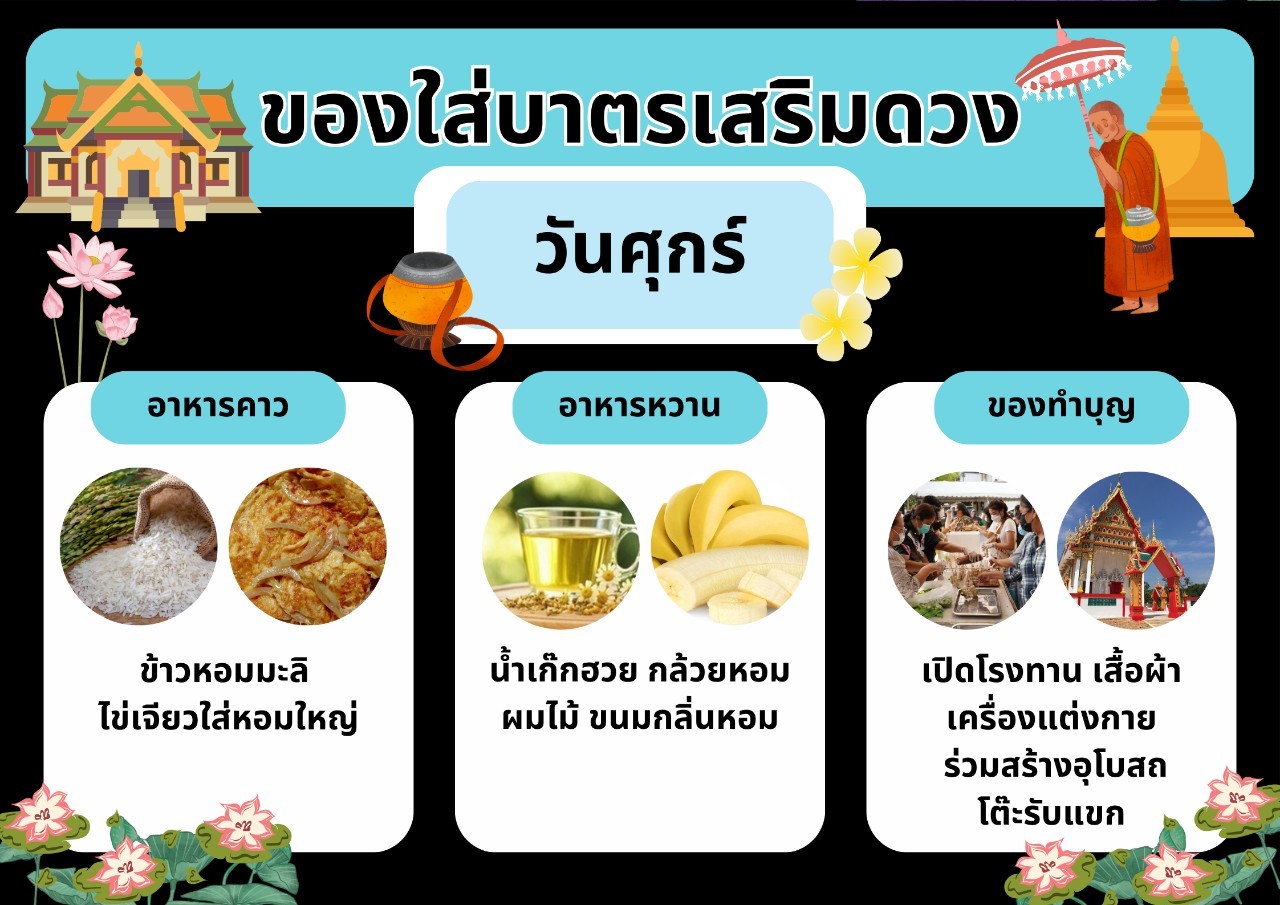 ของใส่บาตรเสริมดวง
วันศุกร์
อาหารคาว
ข้าวหอมมะลิ
ไข่เจียวใส่หอมใหญ่
อาหารหวาน
น้ำเก๊กฮวย กล้วยหอม
ผมไม้ ขนมกลิ่นหอม
ของทำบุญ
เปิดโรงทาน เสื้อผ้า
เครื่องแต่งกาย
ร่วมสร้างอุโบสถ
โต๊ะรับแขก